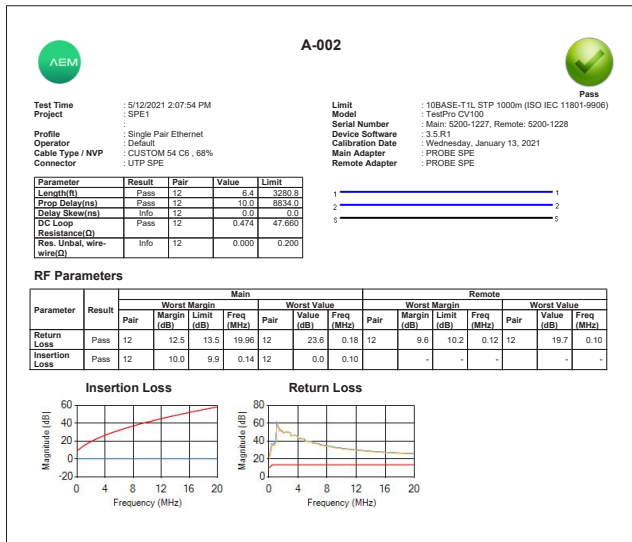 A-002
AEM
Pass
Test Time : 5/12/2021 2:07:54 PM
Project : SPE1
:
Profile : Single Pair Ethernet
Operator : Default
Cable Type / NVP : CUSTOM 54 C6 , 68%
Connector : UTP SPE
Limit : 10BASE-T1L STP 1000m (ISO IEC 11801-9906)
Model : TestPro CV100
Serial Number : Main: 5200-1227, Remote: 5200-1228
Device Software : 3.5.R1
Calibration Date : Wednesday, January 13, 2021
Main Adapter : PROBE SPE
Remote Adapter : PROBE SPE
Parameter Result Pair Value Limit
Length(ft) Pass 12 6.4 3280.8
Prop Delay(ns) Pass 12 10.0 8834.0
Delay Skew(ns) Info 12 0.0 0.0
DC Loop Pass 12 0.474 47.660
Resistance(Ω)
Res. Unbal, wire- Info 12 0.000 0.200
wire(Ω)
1 1
2 2
S S
RF Parameters
Main Remote
Parameter Result Worst Margin Worst Value Worst Margin Worst Value
Pair Margin (dB) Limit (dB) Freq (MHz) Pair Value (dB) Freq (MHz) Pair Margin (dB) Limit (dB) Freq (MHz) Pair Value (dB) Freq (MHz)
Return Loss Pass 12 12.5 13.5 19.96 12 23.6 0.18 12 9.6 10.2 0.12 12 19.7 0.10
Insertion Loss Pass 12 10.0 9.9 0.14 12 0.0 0.10 - - - - -
Insertion Loss
Magnitude [dB]
60
40
20
0
-20
0 4 8 12 16 20
Frequency (MHz)
Return Loss
Magnitude [dB]
80
60
40
20
0
0 4 8 12 16 20
Frequency (MHz)